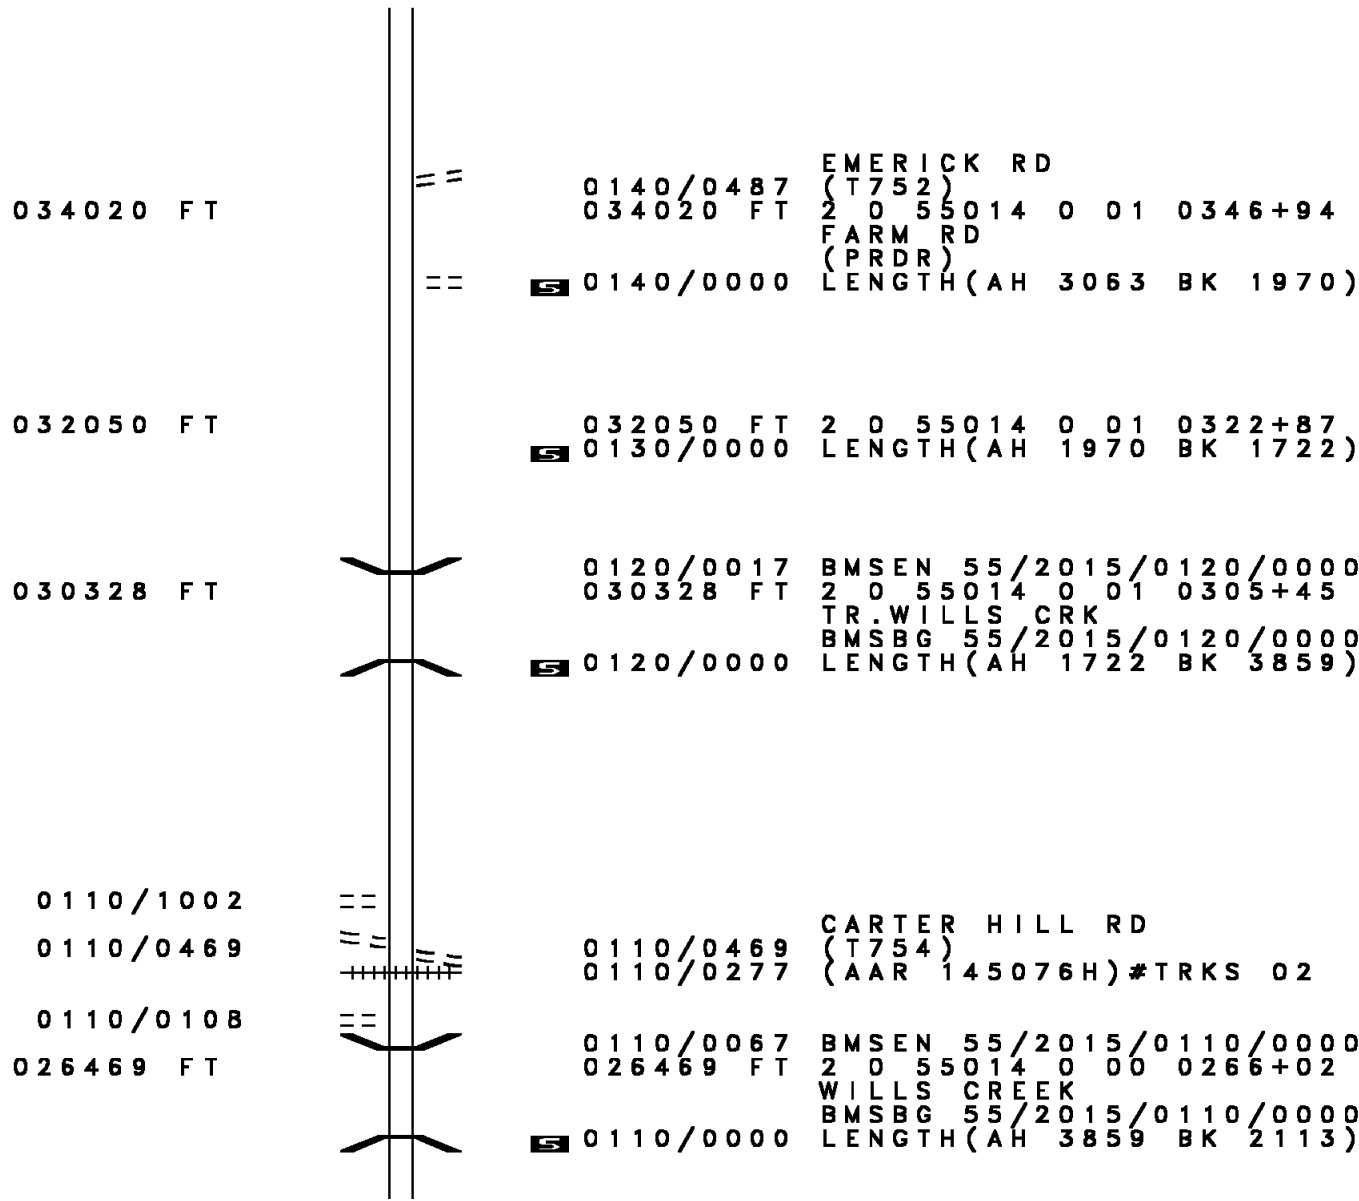 EMERICK RD
0140/0487 (T752)
034020 FT 034020 FT 2 0 55014 0 01 0346+94
FARM RD
(PRDR)
S 0140/0000 LENGTH(AH 3063 BK 1970)
032050 FT 032050 FT 2 0 55014 0 01 0322+87
S 0130/0000 LENGTH(AH 1970 BK 1722)
0120/0017 BMSEN 55/2015/0120/0000
030328 FT 030328 FT 2 0 55014 0 01 0305+45
TR.WILLS CRK
BMSBG 55/2015/0120/0000
S 0120/0000 LENGTH(AH 1722 BK 3859)
0110/1002
CARTER HILL RD
0110/0469 0110/0469 (T754)
0110/0277 (AAR 145076H)#TRKS 02
0110/0108
0110/0067 BMSEN 55/2015/0110/0000
026469 FT 026469 FT 2 0 55014 0 00 0266+02
WILLS CREEK
BMSBG 55/2015/0110/0000
S 0110/0000 LENGTH(AH 3859 BK 2113)